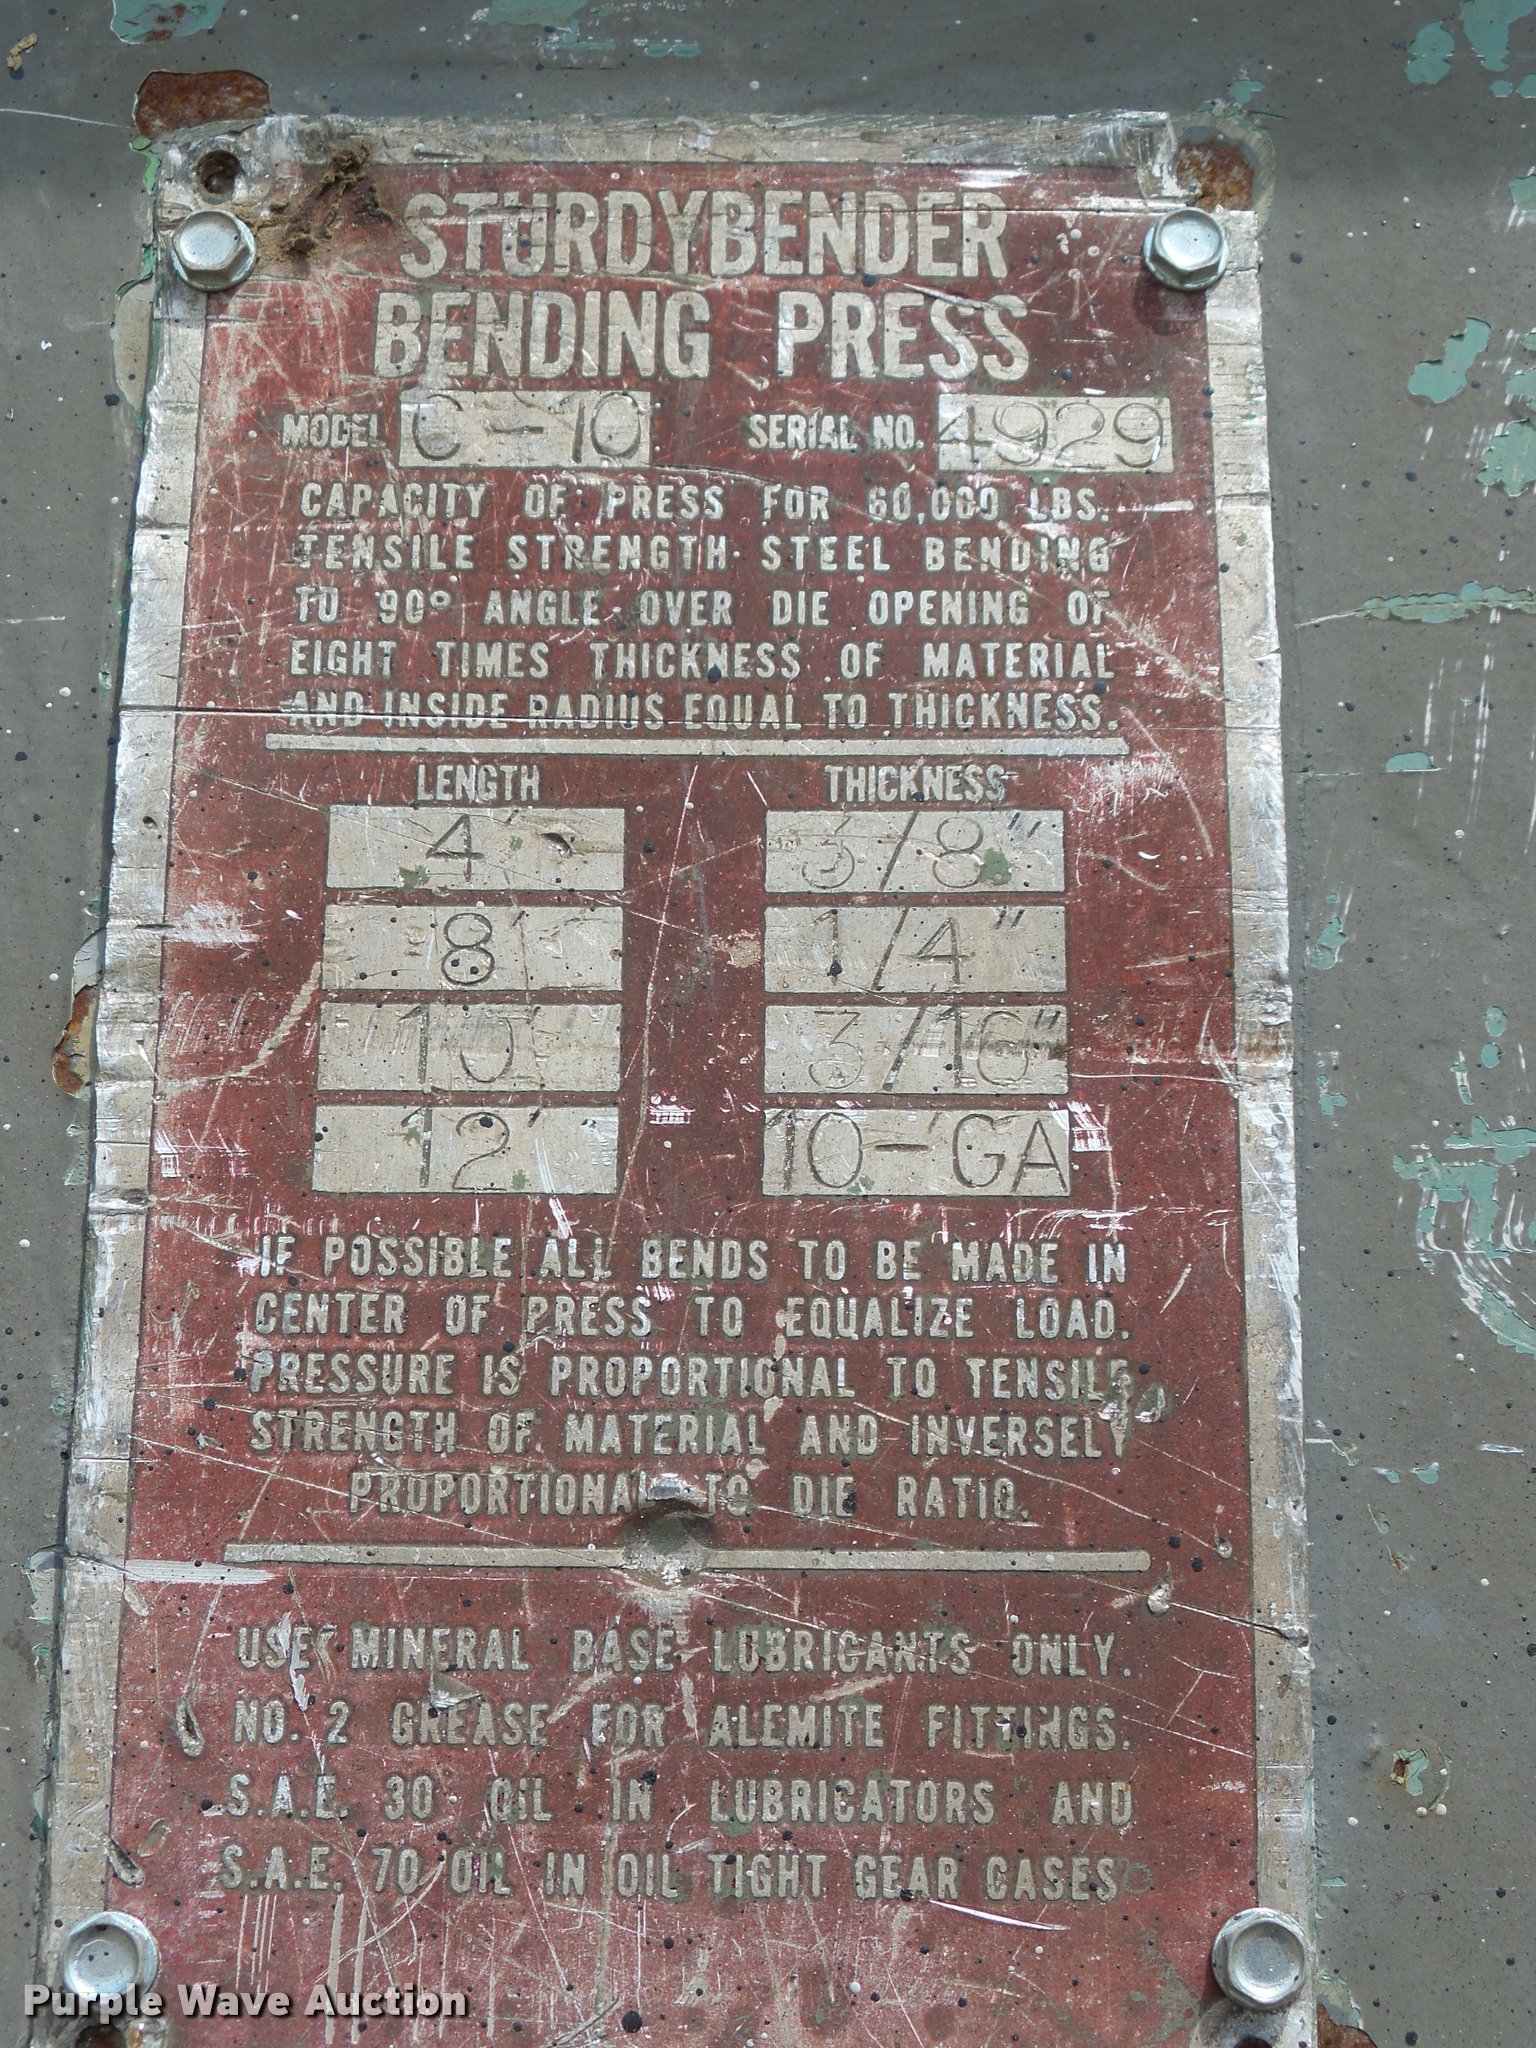 STURDYBENDER
BENDING PRESS
MODEL C-10 SERIAL NO. 4929
CAPACITY OF PRESS FOR 60,000 LBS.
TENSILE STRENGTH STEEL BENDING
TO 90° ANGLE OVER DIE OPENING OF
EIGHT TIMES THICKNESS OF MATERIAL
AND INSIDE RADIUS EQUAL TO THICKNESS.
LENGTH THICKNESS
4' 3/8"
8' 1/4"
10' 3/16"
12' 10-GA
IF POSSIBLE ALL BENDS TO BE MADE IN
CENTER OF PRESS TO EQUALIZE LOAD.
PRESSURE IS PROPORTIONAL TO TENSILE
STRENGTH OF MATERIAL AND INVERSELY
PROPORTIONAL TO DIE RATIO.
USE MINERAL BASE LUBRICANTS ONLY.
NO. 2 GREASE FOR ALEMITE FITTINGS.
S.A.E. 30 OIL IN LUBRICATORS AND
S.A.E. 70 OIL IN OIL TIGHT GEAR CASES
Purple Wave Auction